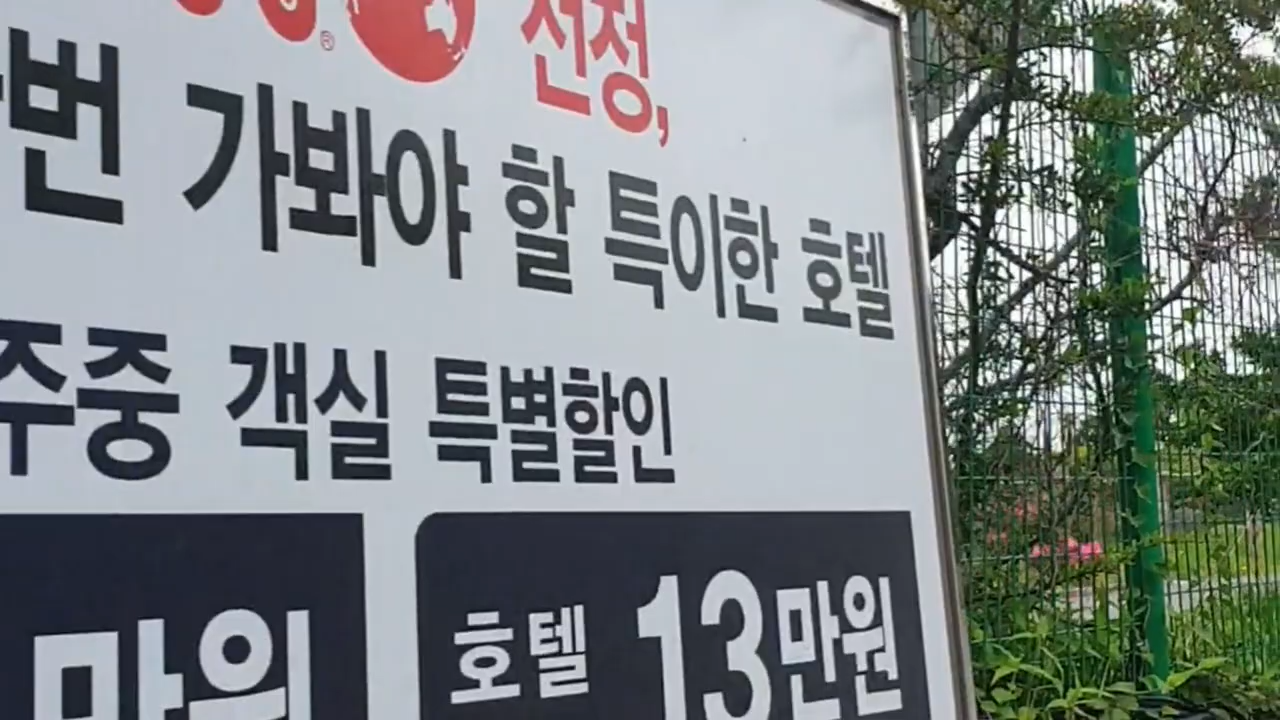 선정,
번 가봐야 할 특이한 호텔
주중 객실 특별할인
만원
호텔 13만원